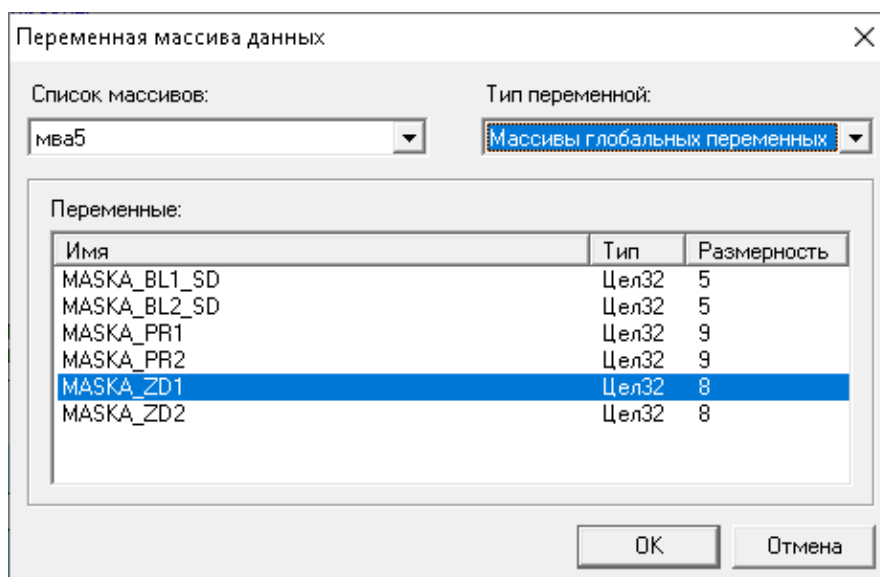 Переменная массива данных
Список массивов: Тип переменной:
мва5 Массивы глобальных переменных
Переменные:
Имя Тип Размерность
MASKA_BL1_SD Цел32 5
MASKA_BL2_SD Цел32 5
MASKA_PR1 Цел32 9
MASKA_PR2 Цел32 9
MASKA_ZD1 Цел32 8
MASKA_ZD2 Цел32 8
OK Отмена